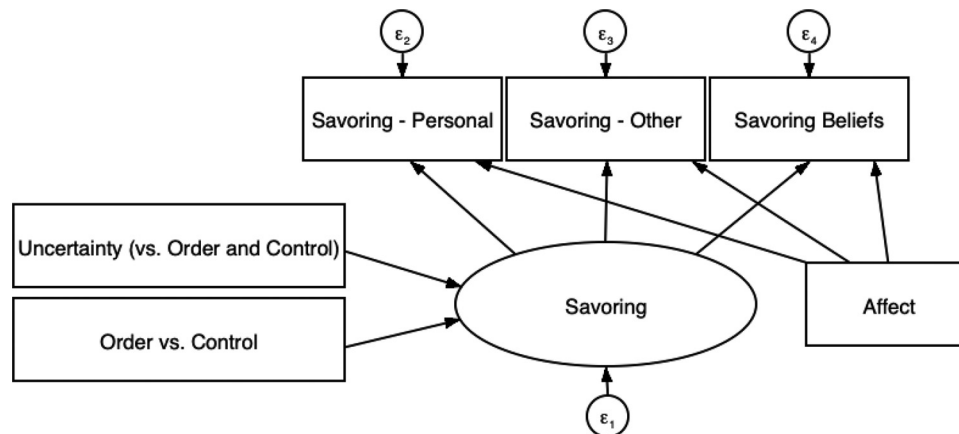 ε2
ε3
ε4
Savoring - Personal
Savoring - Other
Savoring Beliefs
Uncertainty (vs. Order and Control)
Order vs. Control
Savoring
Affect
ε1